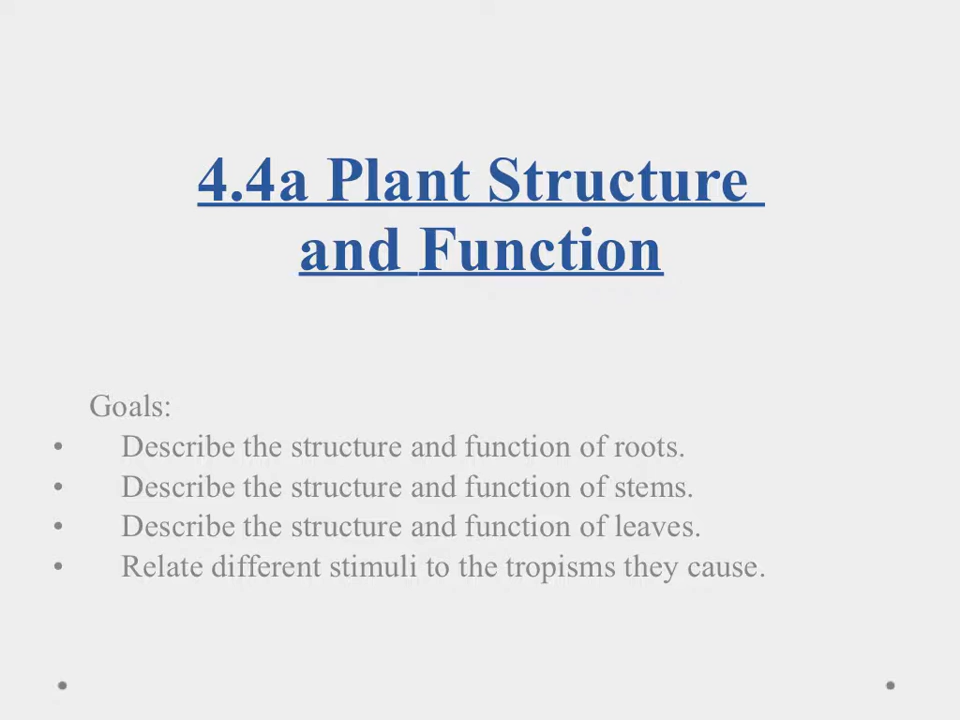 4.4a Plant Structure
and Function
Goals:
• Describe the structure and function of roots.
• Describe the structure and function of stems.
• Describe the structure and function of leaves.
• Relate different stimuli to the tropisms they cause.